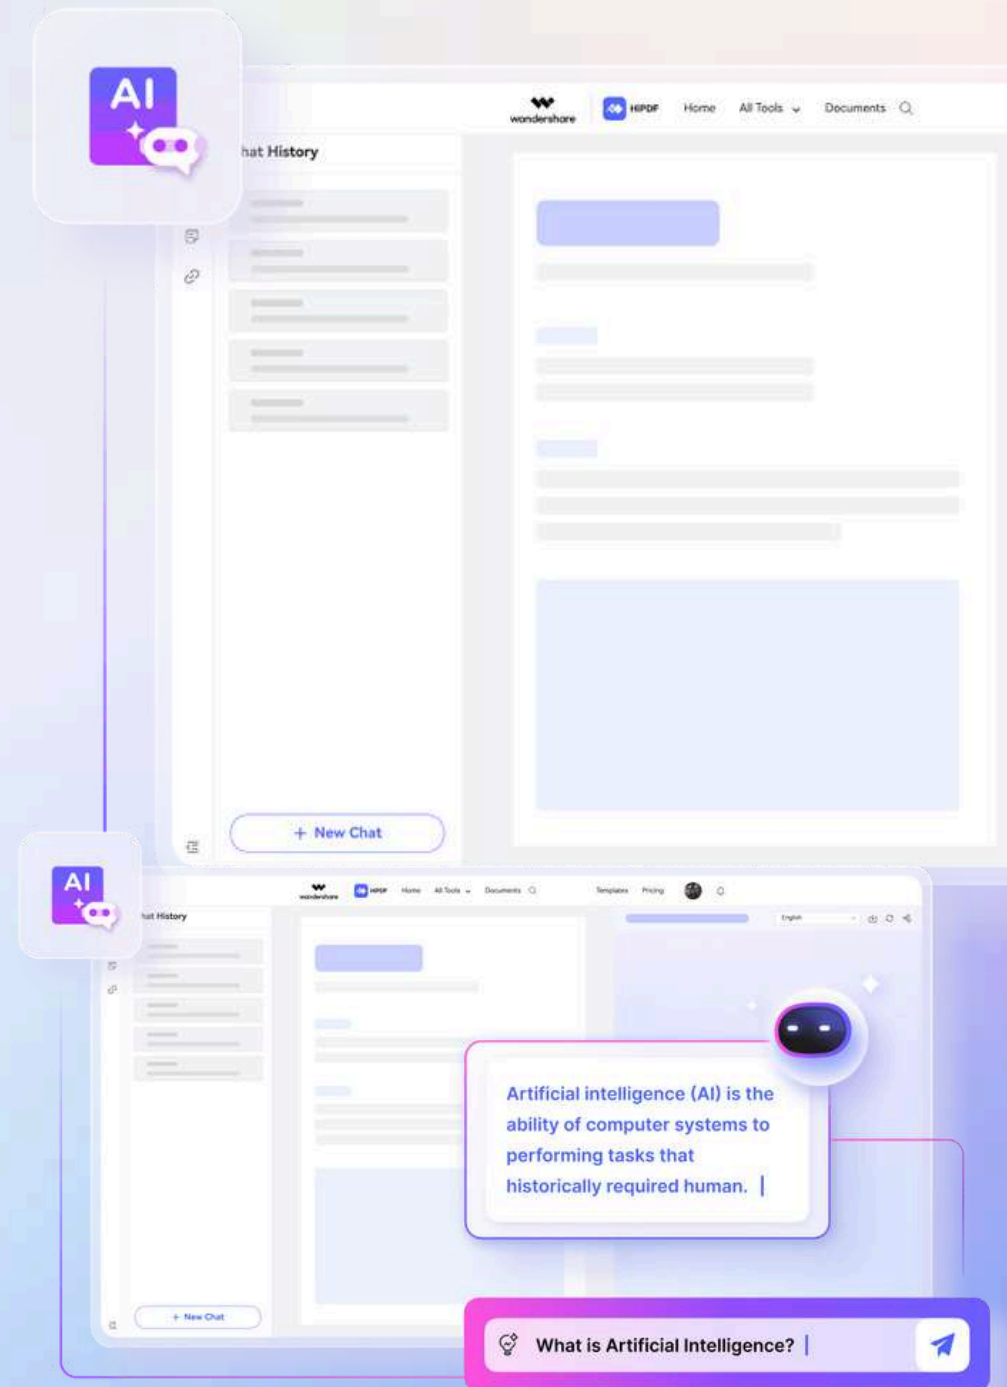 AI
wondershare
HiPDF
Home
All Tools
Documents
hat History
+ New Chat
AI
wondershare
HiPDF
Home
All Tools
Documents
Templates
Pricing
hat History
English
Artificial intelligence (AI) is the
ability of computer systems to
performing tasks that
historically required human.
+ New Chat
What is Artificial Intelligence?